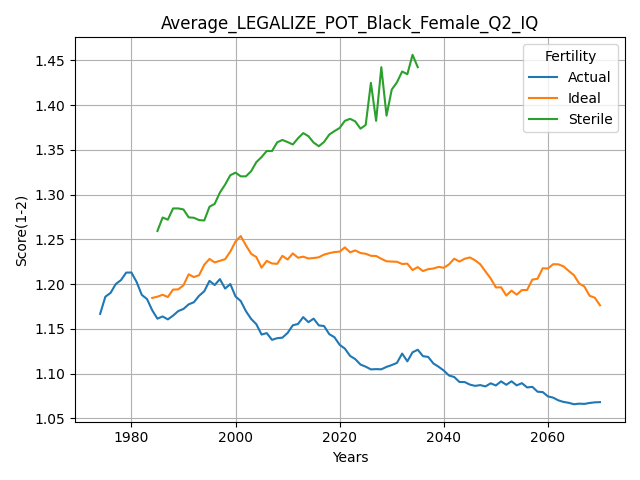 Average_LEGALIZE_POT_Black_Female_Q2_IQ
Score(1-2)
1.45
1.40
1.35
1.30
1.25
1.20
1.15
1.10
1.05
Fertility
Actual
Ideal
Sterile
1980 2000 2020 2040 2060
Years